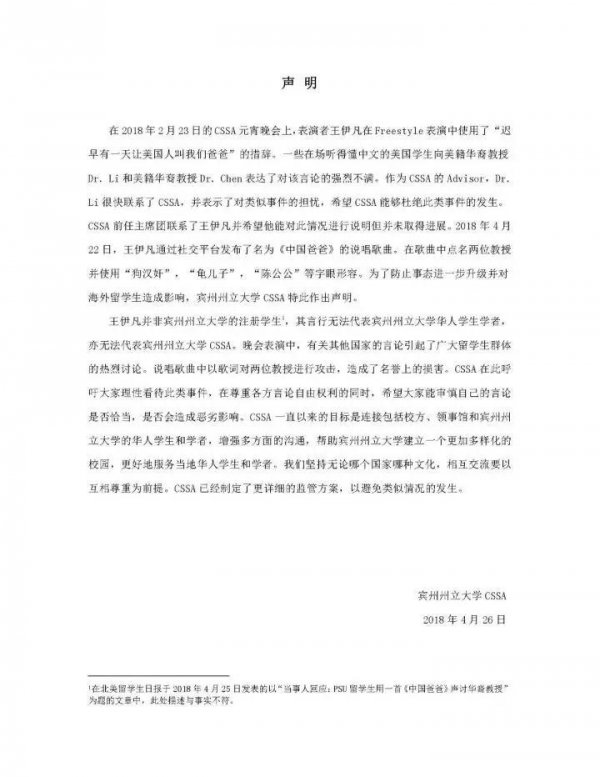 声 明
在 2018 年 2 月 23 日的 CSSA 元宵晚会上，表演者王伊凡在 Freestyle 表演中使用了“迟
早有一天让美国人叫我们爸爸”的措辞。一些在场听得懂中文的美国学生向美籍华裔教授
Dr. Li 和美籍华裔教授 Dr. Chen 表达了对该言论的强烈不满。作为 CSSA 的 Advisor，Dr.
Li 很快联系了 CSSA，并表示了对类似事件的担忧，希望 CSSA 能够杜绝此类事件的发生。
CSSA 前任主席团联系了王伊凡并希望他能对此情况进行说明但并未取得进展。2018 年 4 月
22 日，王伊凡通过社交平台发布了名为《中国爸爸》的说唱歌曲。在歌曲中点名两位教授
并使用“狗汉奸”，“龟儿子”，“陈公公”等字眼形容。为了防止事态进一步升级并对
海外留学生造成影响，宾州州立大学 CSSA 特此作出声明。
王伊凡并非宾州州立大学的注册学生¹，其言行无法代表宾州州立大学华人学生学者，
亦无法代表宾州州立大学 CSSA。晚会表演中，有关其他国家的言论引起了广大留学生群体
的热烈讨论。说唱歌曲中以歌词对两位教授进行攻击，造成了名誉上的损害。CSSA 在此呼
吁大家理性看待此类事件，在尊重各方言论自由权利的同时，希望大家能审慎自己的言论
是否恰当，是否会造成恶劣影响。CSSA 一直以来的目标是连接包括校方、领事馆和宾州州
立大学的华人学生和学者，增强多方面的沟通，帮助宾州州立大学建立一个更加多样化的
校园，更好地服务当地华人学生和学者。我们坚持无论哪个国家哪种文化，相互交流要以
互相尊重为前提。CSSA 已经制定了更详细的监管方案，以避免类似情况的发生。
宾州州立大学 CSSA
2018 年 4 月 26 日
¹在北美留学生日报于 2018 年 4 月 25 日发表的以“当事人回应：PSU 留学生用一首《中国爸爸》声讨华裔教授”
为题的文章中，此处描述与事实不符。